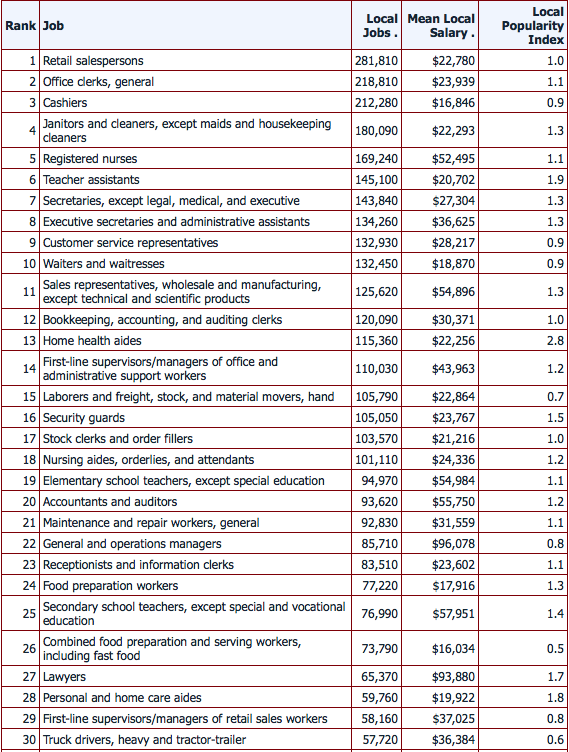 Rank Job Local Jobs . Mean Local Salary . Local Popularity Index
1 Retail salespersons 281,810 $22,780 1.0
2 Office clerks, general 218,810 $23,939 1.1
3 Cashiers 212,280 $16,846 0.9
4 Janitors and cleaners, except maids and housekeeping
cleaners 180,090 $22,293 1.3
5 Registered nurses 169,240 $52,495 1.1
6 Teacher assistants 145,100 $20,702 1.9
7 Secretaries, except legal, medical, and executive 143,840 $27,304 1.3
8 Executive secretaries and administrative assistants 134,260 $36,625 1.3
9 Customer service representatives 132,930 $28,217 0.9
10 Waiters and waitresses 132,450 $18,870 0.9
11 Sales representatives, wholesale and manufacturing,
except technical and scientific products 125,620 $54,896 1.3
12 Bookkeeping, accounting, and auditing clerks 120,090 $30,371 1.0
13 Home health aides 115,360 $22,256 2.8
14 First-line supervisors/managers of office and
administrative support workers 110,030 $43,963 1.2
15 Laborers and freight, stock, and material movers, hand 105,790 $22,864 0.7
16 Security guards 105,050 $23,767 1.5
17 Stock clerks and order fillers 103,570 $21,216 1.0
18 Nursing aides, orderlies, and attendants 101,110 $24,336 1.2
19 Elementary school teachers, except special education 94,970 $54,984 1.1
20 Accountants and auditors 93,620 $55,750 1.2
21 Maintenance and repair workers, general 92,830 $31,559 1.1
22 General and operations managers 85,710 $96,078 0.8
23 Receptionists and information clerks 83,510 $23,602 1.1
24 Food preparation workers 77,220 $17,916 1.3
25 Secondary school teachers, except special and vocational
education 76,990 $57,951 1.4
26 Combined food preparation and serving workers,
including fast food 73,790 $16,034 0.5
27 Lawyers 65,370 $93,880 1.7
28 Personal and home care aides 59,760 $19,922 1.8
29 First-line supervisors/managers of retail sales workers 58,160 $37,025 0.8
30 Truck drivers, heavy and tractor-trailer 57,720 $36,384 0.6